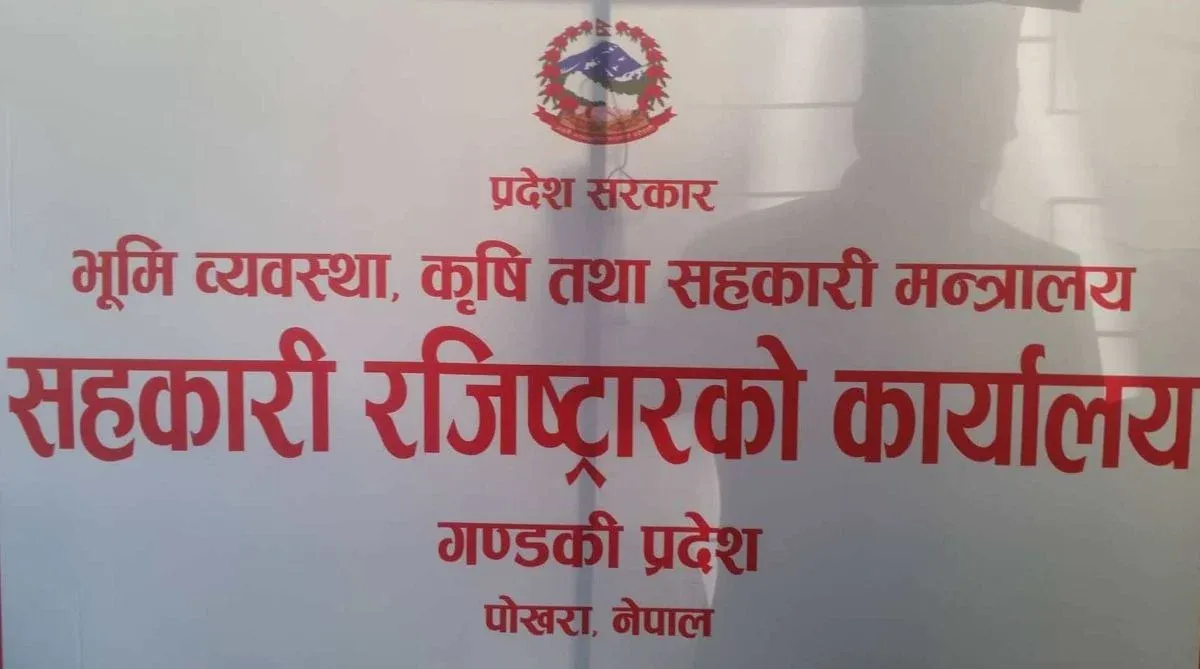 प्रदेश सरकार
भूमि व्यवस्था, कृषि तथा सहकारी मन्त्रालय
सहकारी रजिष्ट्रारको कार्यालय
गण्डकी प्रदेश
पोखरा, नेपाल